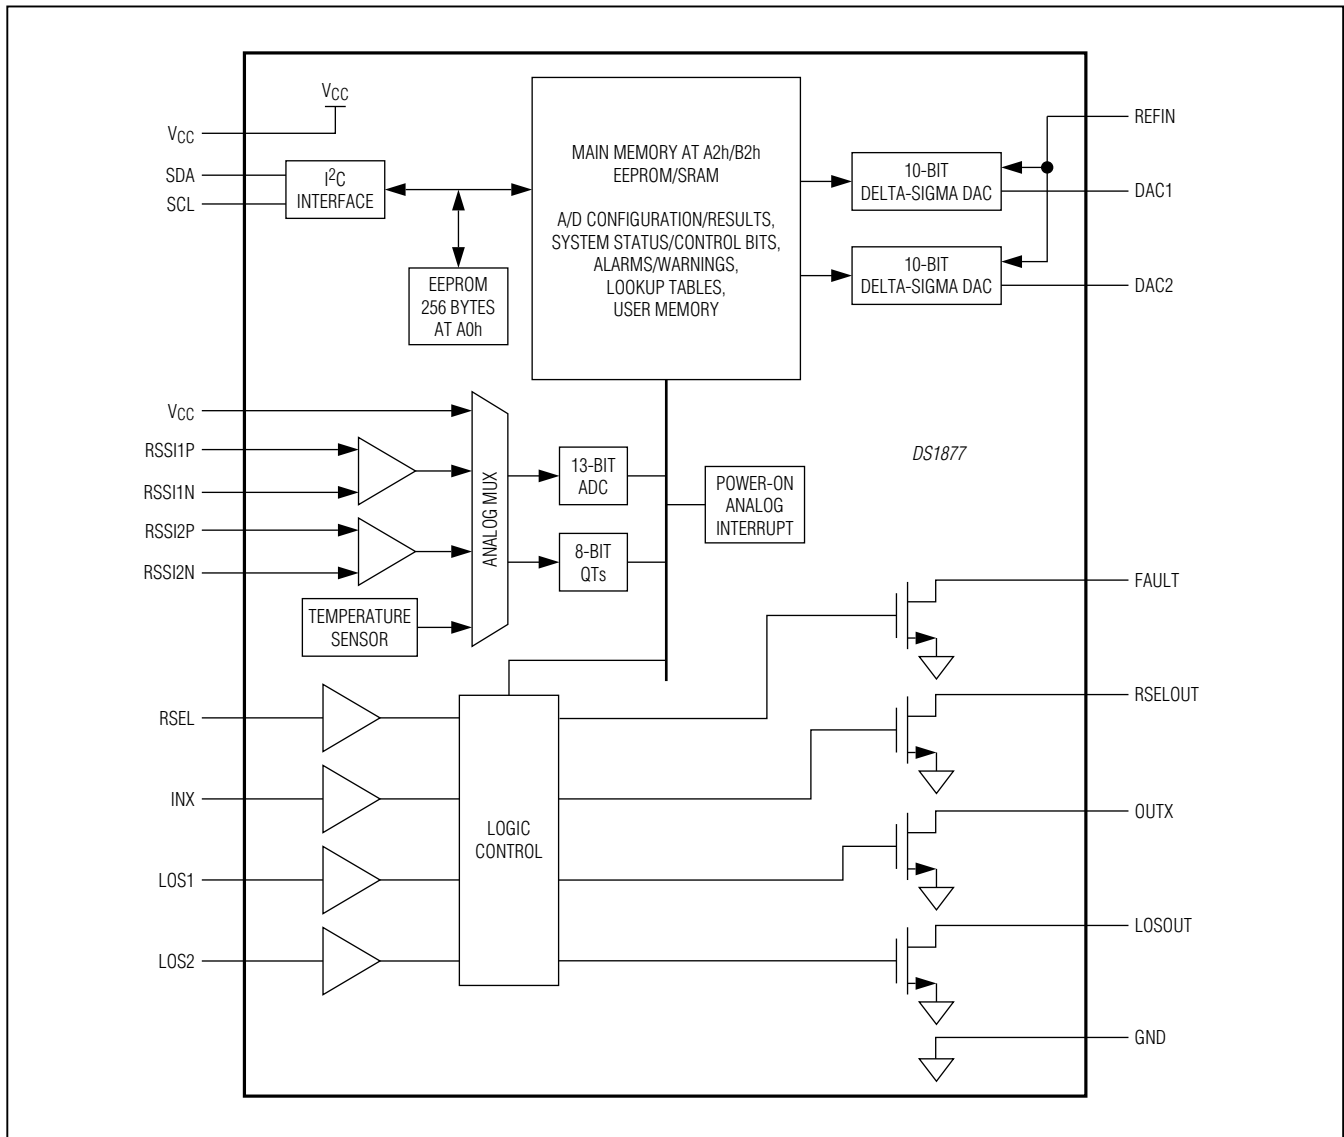 VCC
VCC
SDA
SCL
I2C
INTERFACE
EEPROM
256 BYTES
AT A0h
MAIN MEMORY AT A2h/B2h
EEPROM/SRAM
A/D CONFIGURATION/RESULTS,
SYSTEM STATUS/CONTROL BITS,
ALARMS/WARNINGS,
LOOKUP TABLES,
USER MEMORY
10-BIT
DELTA-SIGMA DAC
10-BIT
DELTA-SIGMA DAC
REFIN
DAC1
DAC2
VCC
RSSI1P
RSSI1N
RSSI2P
RSSI2N
TEMPERATURE
SENSOR
ANALOG MUX
13-BIT
ADC
8-BIT
QTs
POWER-ON
ANALOG
INTERRUPT
DS1877
RSEL
INX
LOS1
LOS2
LOGIC
CONTROL
FAULT
RSELOUT
OUTX
LOSOUT
GND